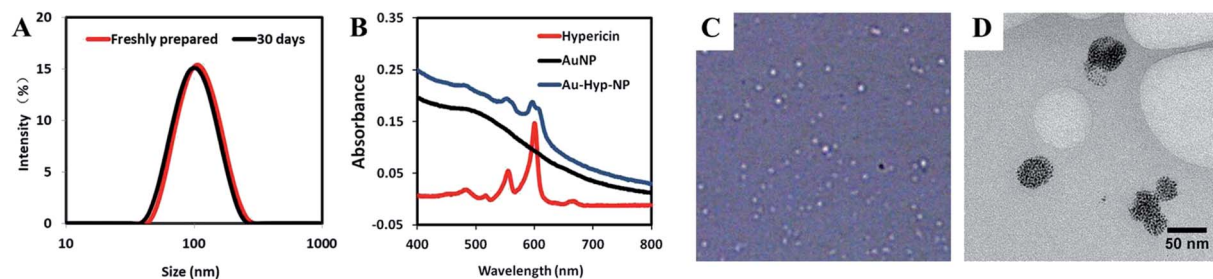 A
20
15
10
5
0
Intensity (%)
Freshly prepared
30 days
10
100
1000
Size (nm)
B
0.35
0.25
0.15
0.05
-0.05
Absorbance
Hypericin
AuNP
Au-Hyp-NP
400
500
600
700
800
Wavelength (nm)
C
D
50 nm